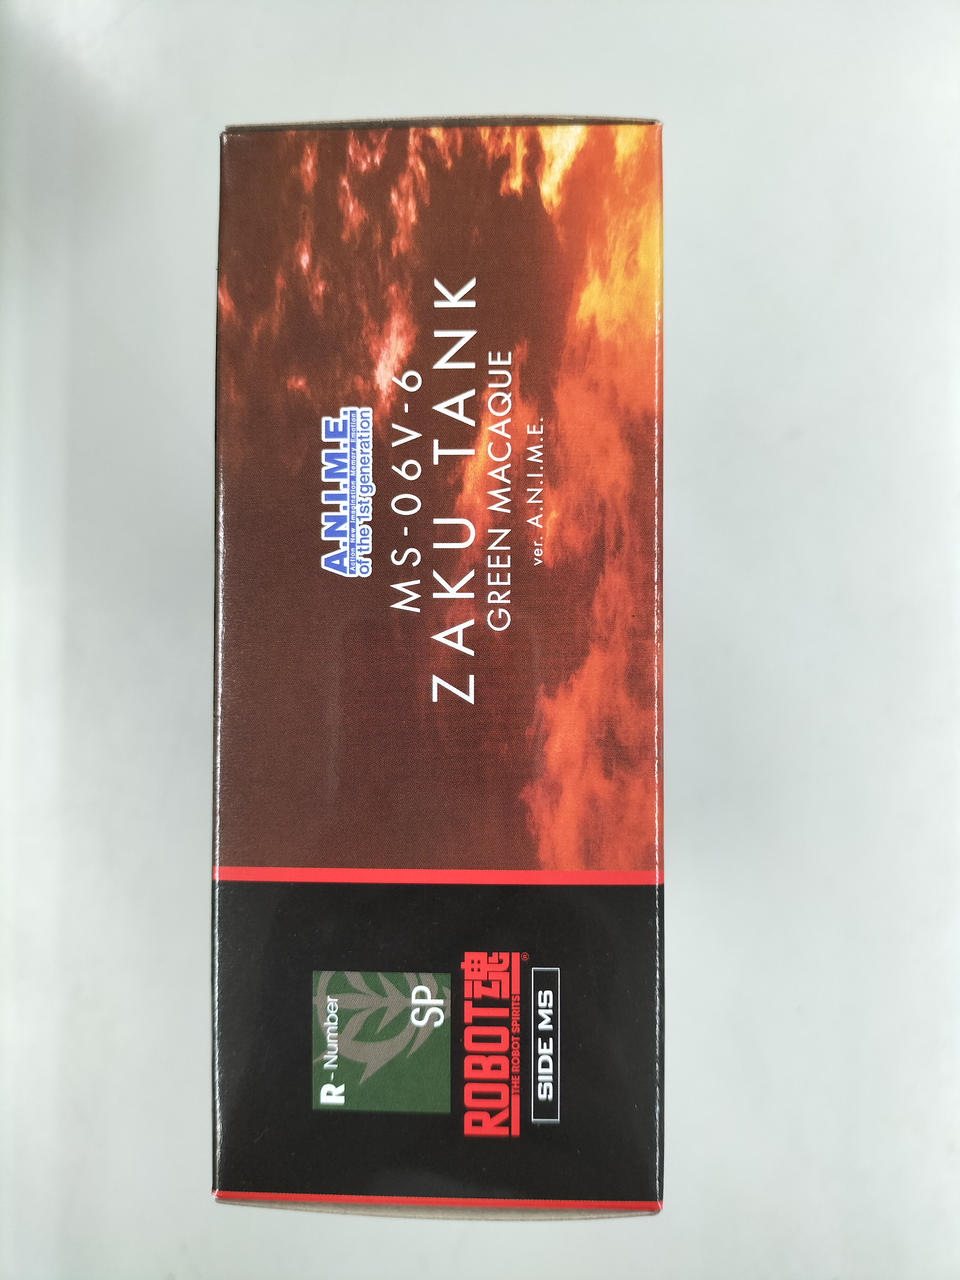 A.N.I.M.E.
Action New Imagination Memory Emotion
of the 1st generation
MS-06V-6
ZAKU TANK
GREEN MACAQUE
ver. A.N.I.M.E.
R-Number
SP
ROBOT魂®
THE ROBOT SPIRITS
SIDE MS